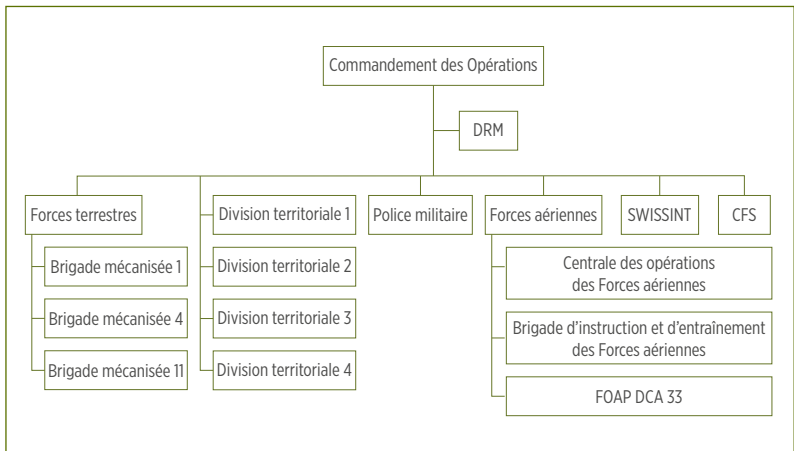 Commandement des Opérations
DRM
Forces terrestres
Division territoriale 1
Police militaire
Forces aériennes
SWISSINT
CFS
Brigade mécanisée 1
Division territoriale 2
Centrale des opérations
des Forces aériennes
Brigade mécanisée 4
Division territoriale 3
Brigade d'instruction et d'entraînement
des Forces aériennes
Brigade mécanisée 11
Division territoriale 4
FOAP DCA 33